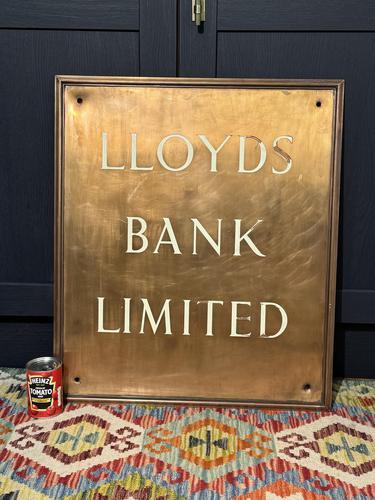 LLOYDS
BANK
LIMITED
HEINZ
TOMATO